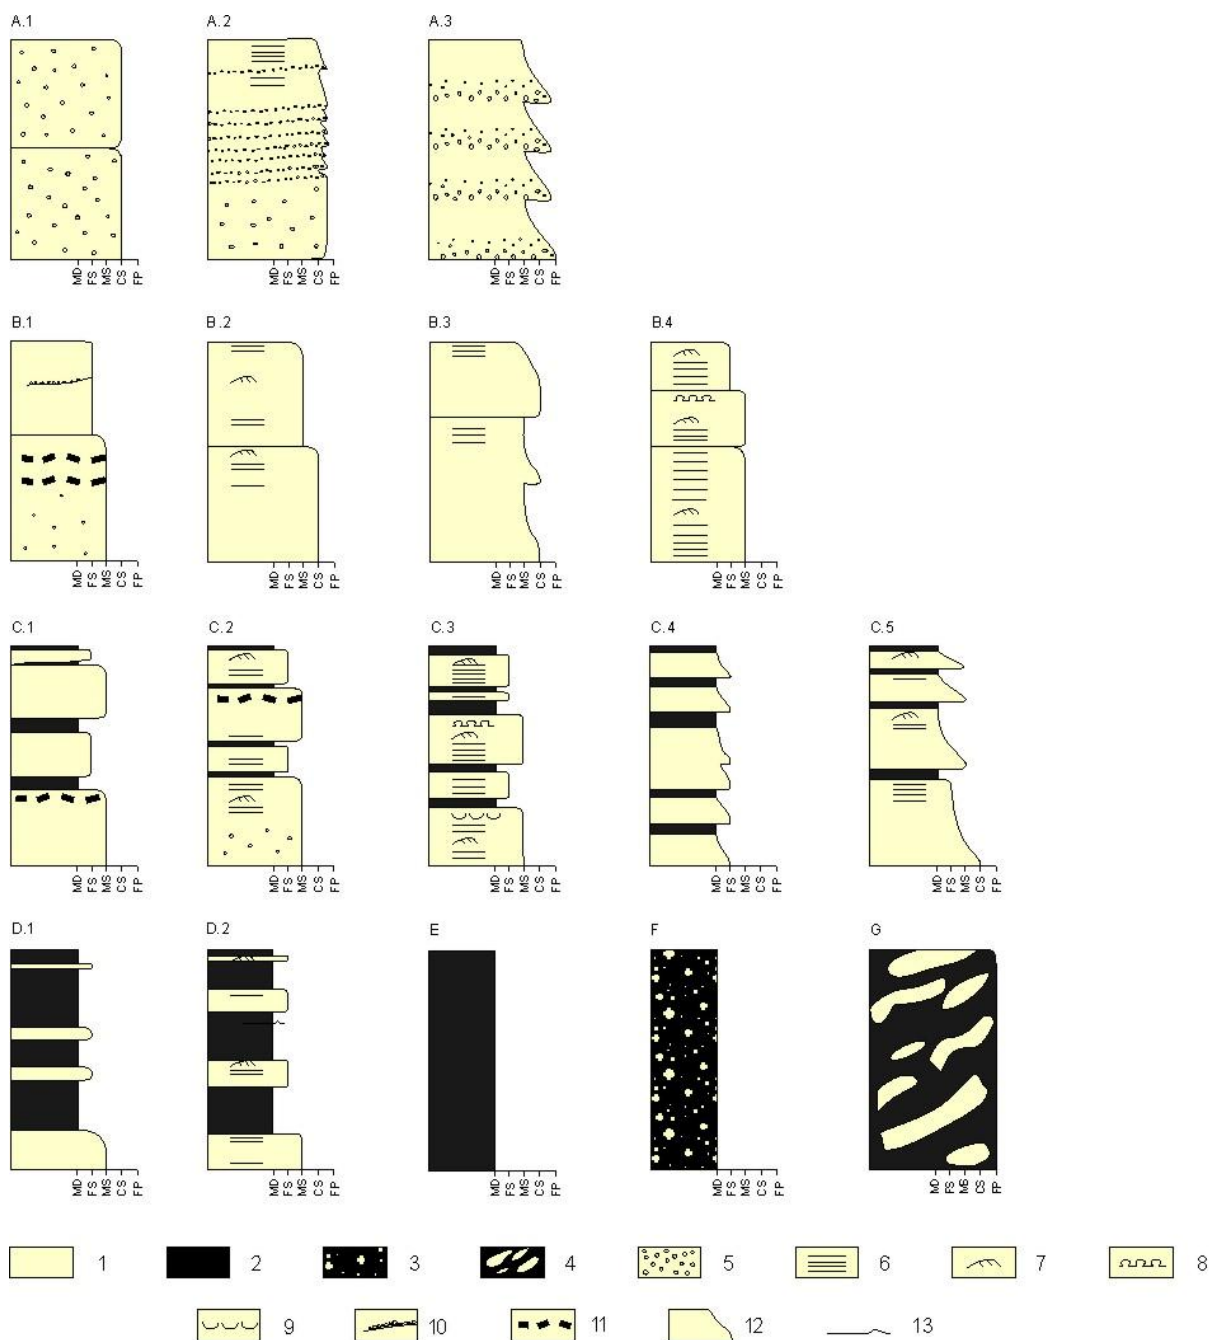 A.1 A.2 A.3
MD FS MS CS FP MD FS MS CS FP MD FS MS CS FP
B.1 B.2 B.3 B.4
MD FS MS CS FP MD FS MS CS FP MD FS MS CS FP MD FS MS CS FP
C.1 C.2 C.3 C.4 C.5
MD FS MS CS FP MD FS MS CS FP MD FS MS CS FP MD FS MS CS FP MD FS MS CS FP
D.1 D.2 E F G
MD FS MS CS FP MD FS MS CS FP MD FS MS CS FP MD FS MS CS FP MD FS MS CS FP
1 2 3 4 5 6 7 8
9 10 11 12 13